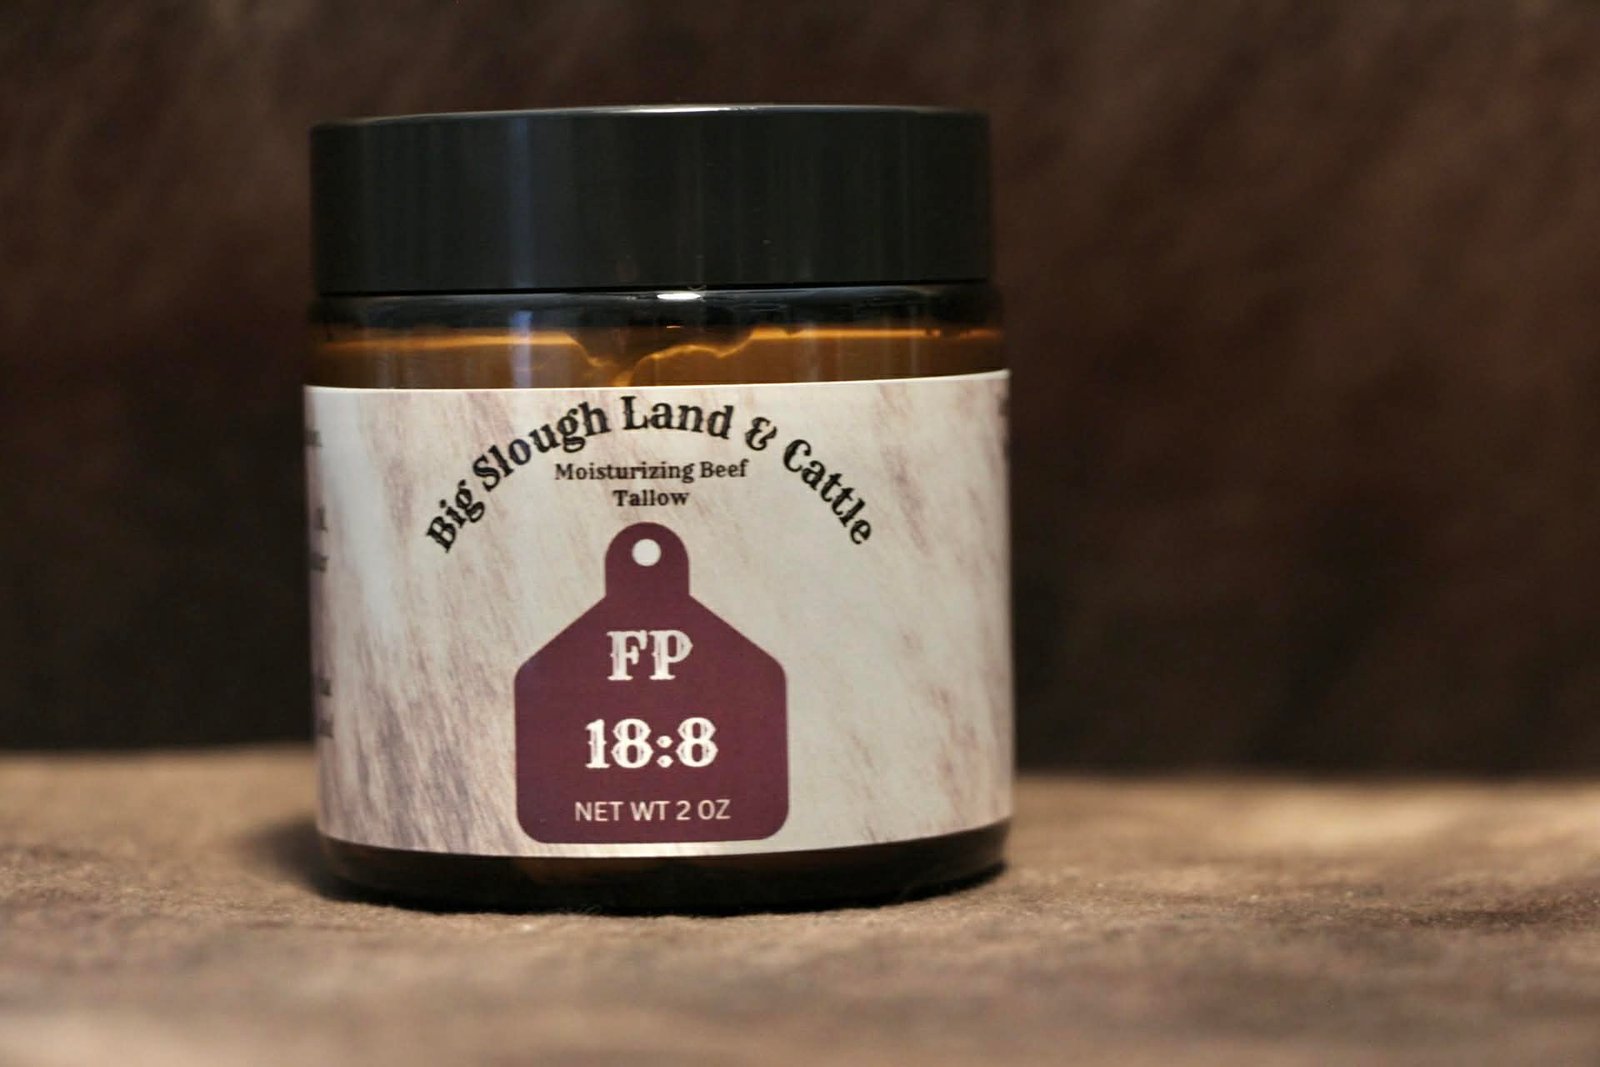 Big Slough Land & Cattle
Moisturizing Beef
Tallow
FP
18:8
NET WT 2 OZ